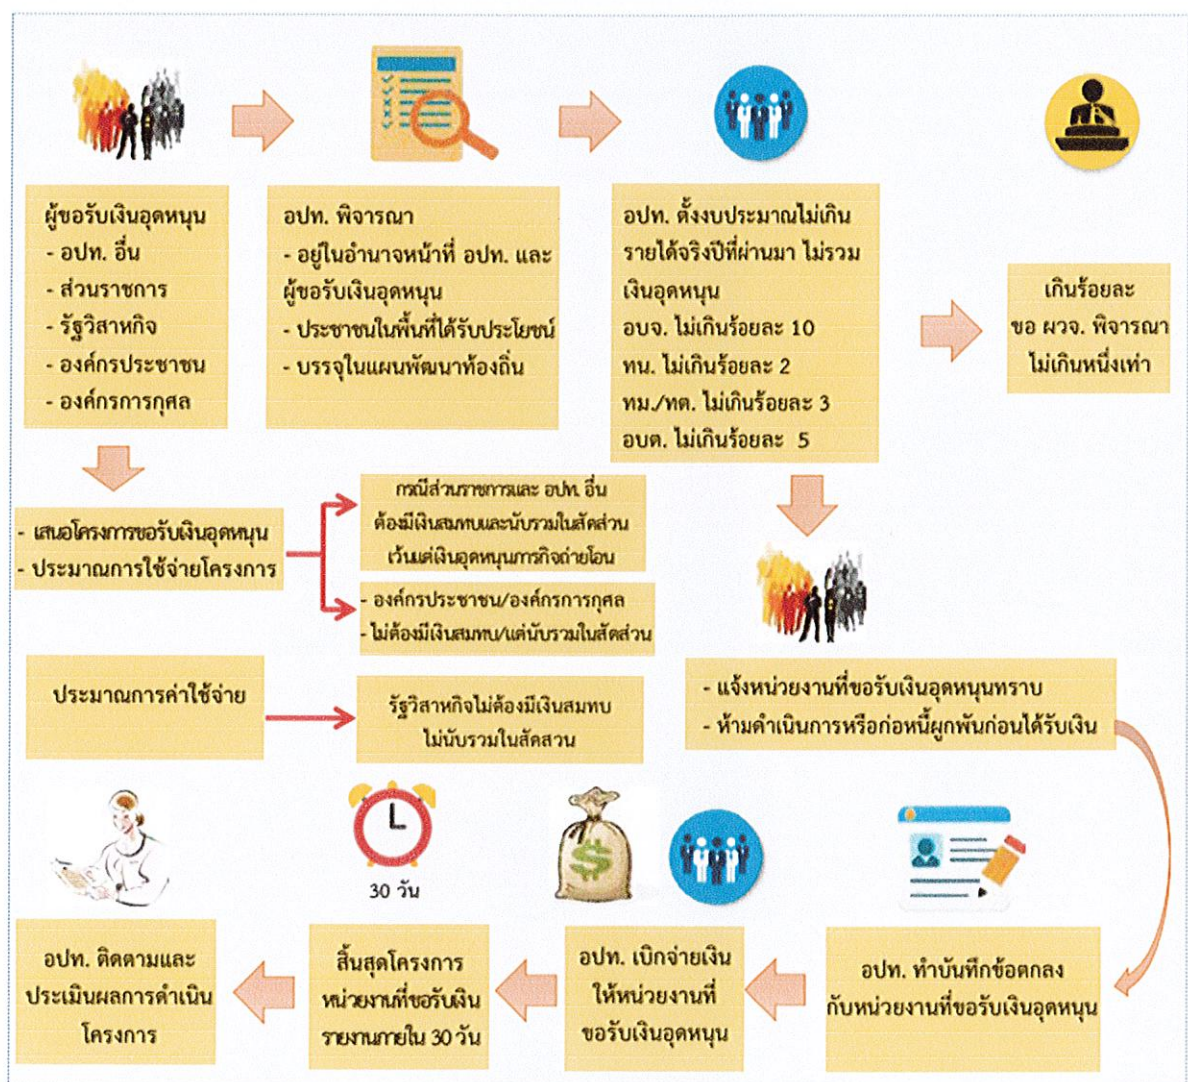 ผู้ขอรับเงินอุดหนุน
- อปท. อื่น
- ส่วนราชการ
- รัฐวิสาหกิจ
- องค์กรประชาชน
- องค์กรการกุศล
อปท. พิจารณา
- อยู่ในอำนาจหน้าที่ อปท. และ
ผู้ขอรับเงินอุดหนุน
- ประชาชนในพื้นที่ได้รับประโยชน์
- บรรจุในแผนพัฒนาท้องถิ่น
อปท. ตั้งงบประมาณไม่เกิน
รายได้จริงปีที่ผ่านมา ไม่รวม
เงินอุดหนุน
อบจ. ไม่เกินร้อยละ 10
ทน. ไม่เกินร้อยละ 2
ทม./ทต. ไม่เกินร้อยละ 3
อบต. ไม่เกินร้อยละ 5
เกินร้อยละ
ขอ ผวจ. พิจารณา
ไม่เกินหนึ่งเท่า
- เสนอโครงการขอรับเงินอุดหนุน
- ประมาณการใช้จ่ายโครงการ
กรณีส่วนราชการและ อปท. อื่น
ต้องมีเงินสมทบและนับรวมในสัดส่วน
เว้นแต่เงินอุดหนุนภารกิจถ่ายโอน
- องค์กรประชาชน/องค์กรการกุศล
- ไม่ต้องมีเงินสมทบ/แต่นับรวมในสัดส่วน
ประมาณการค่าใช้จ่าย
รัฐวิสาหกิจไม่ต้องมีเงินสมทบ
ไม่นับรวมในสัดสวน
- แจ้งหน่วยงานที่ขอรับเงินอุดหนุนทราบ
- ห้ามดำเนินการหรือก่อหนี้ผูกพันก่อนได้รับเงิน
อปท. ทำบันทึกข้อตกลง
กับหน่วยงานที่ขอรับเงินอุดหนุน
อปท. เบิกจ่ายเงิน
ให้หน่วยงานที่
ขอรับเงินอุดหนุน
30 วัน
สิ้นสุดโครงการ
หน่วยงานที่ขอรับเงิน
รายงานภายใน 30 วัน
อปท. ติดตามและ
ประเมินผลการดำเนิน
โครงการ